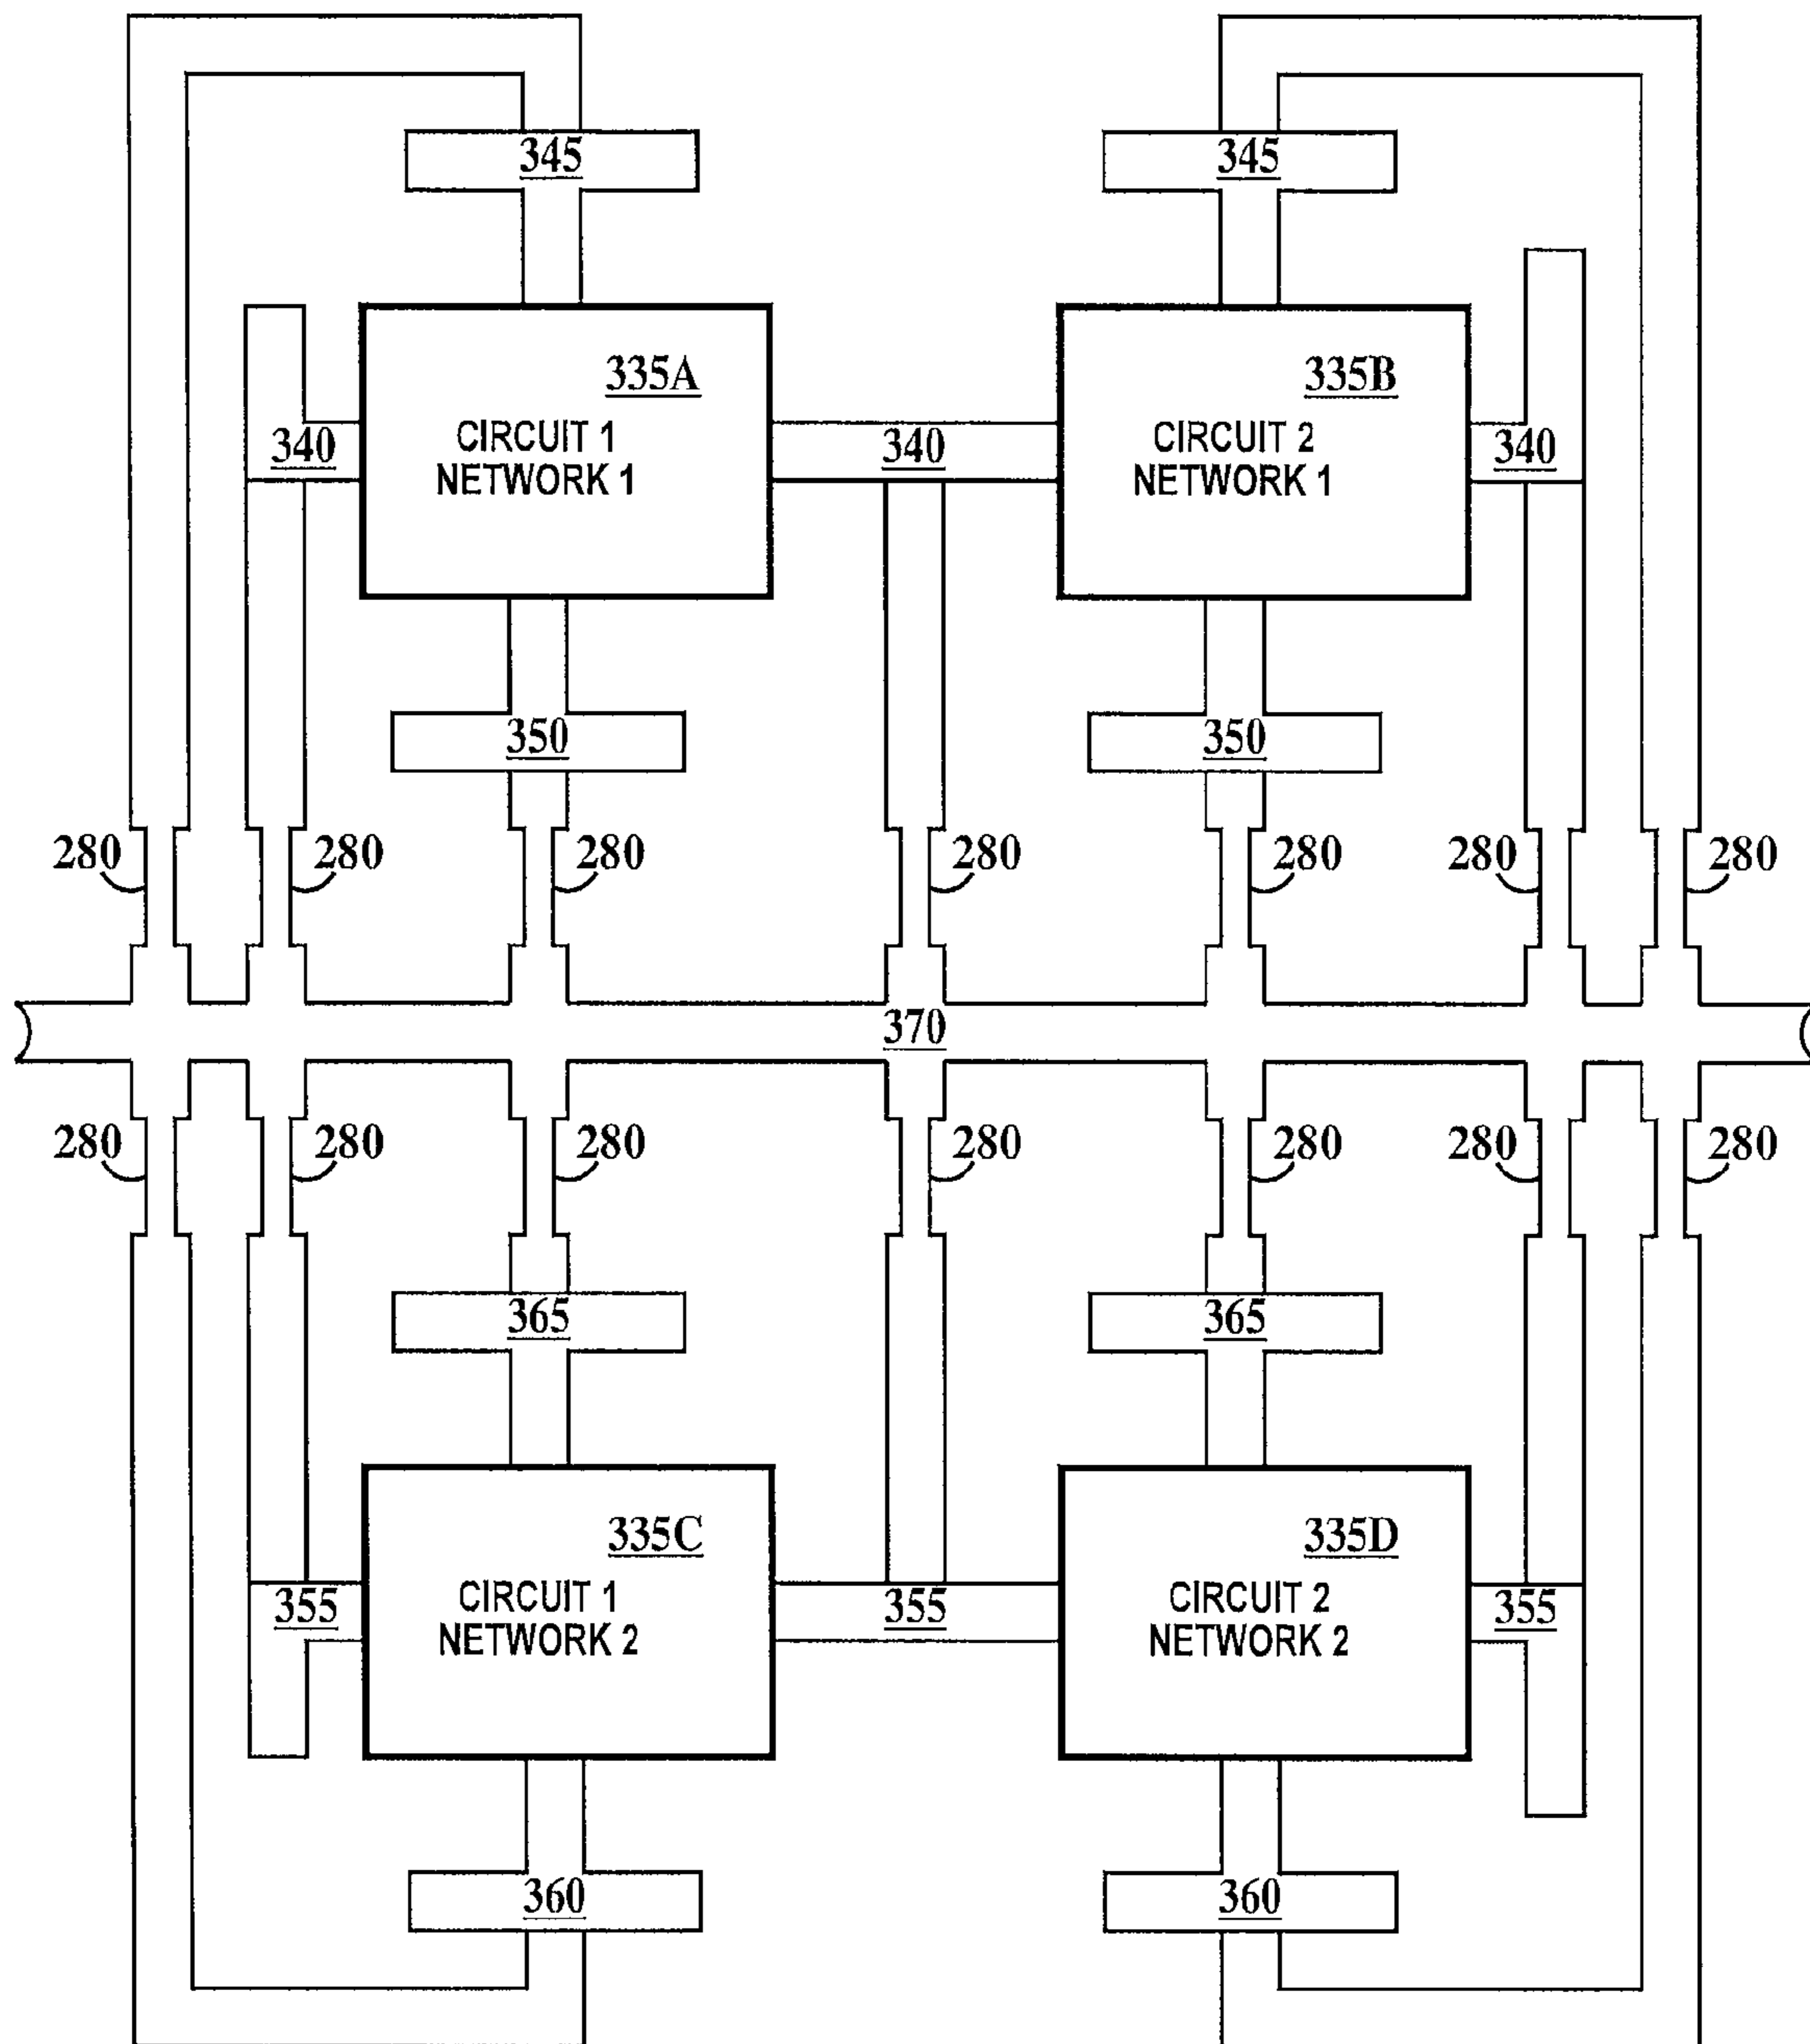 345 345
335A 335B
CIRCUIT 1 CIRCUIT 2
340 340 340
NETWORK 1 NETWORK 1
350 350
280 280 280 280 280 280 280
370
280 280 280 280 280 280 280
365 365
335C 335D
CIRCUIT 1 CIRCUIT 2
355 355 355
NETWORK 2 NETWORK 2
360 360